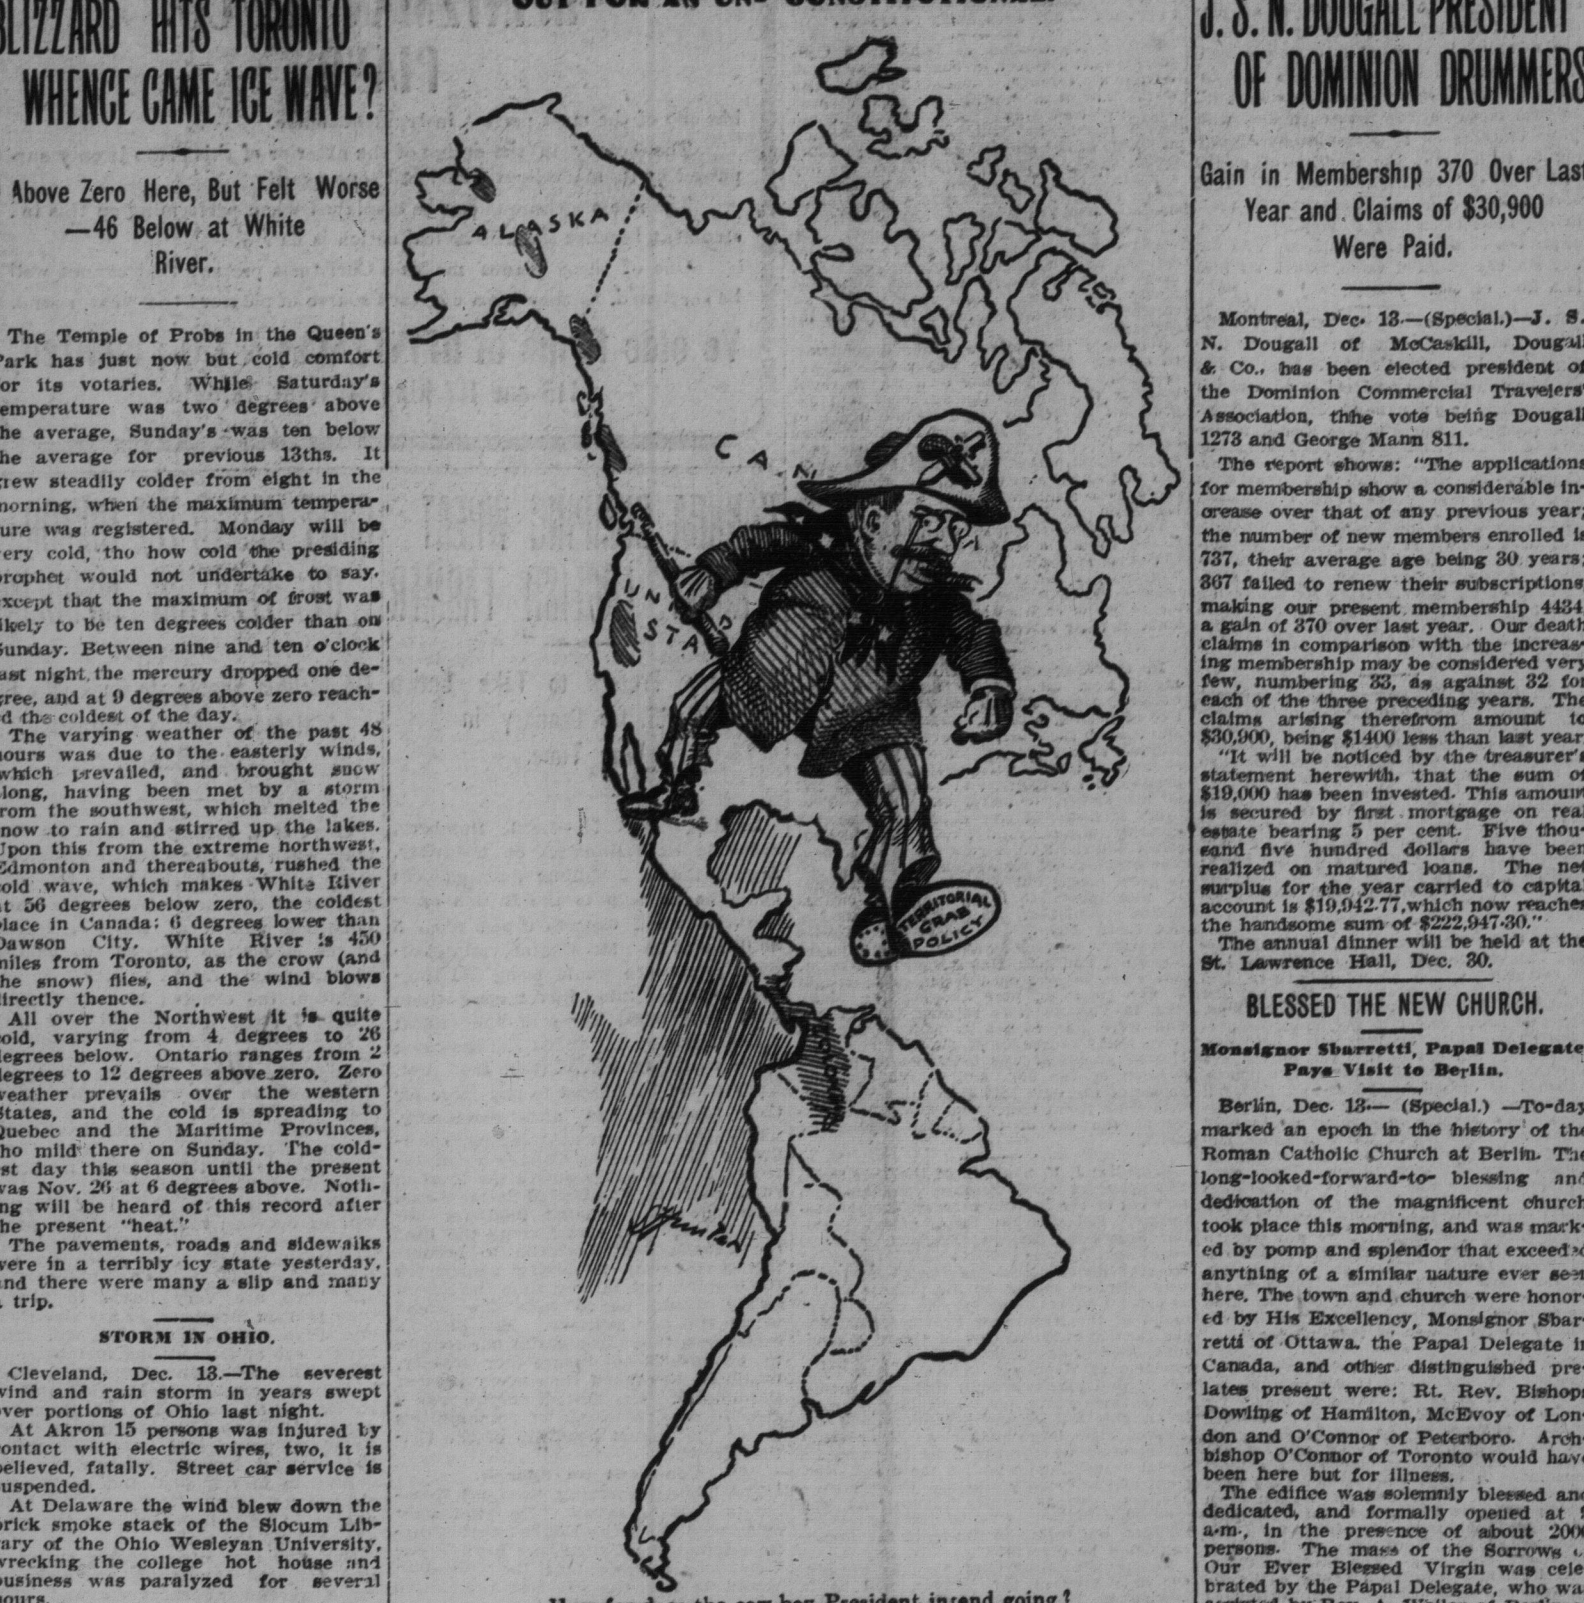 BLIZZARD HITS TORONTO
WHENCE CAME ICE WAVE?
Above Zero Here, But Felt Worse
—46 Below at White
River.
The Temple of Probs in the Queen's
Park has just now but cold comfort
for its votaries. While Saturday's
temperature was two degrees above
the average, Sunday's was ten below
the average for previous 13ths. It
grew steadily colder from eight in the
morning, when the maximum tempera-
ture was registered. Monday will be
very cold, tho how cold the presiding
prophet would not undertake to say.
except that the maximum of frost was
likely to be ten degrees colder than on
Sunday. Between nine and ten o'clock
last night, the mercury dropped one de-
gree, and at 9 degrees above zero reach-
ed the coldest of the day.
The varying weather of the past 48
hours was due to the easterly winds,
which prevailed, and brought snow
along, having been met by a storm
from the southwest, which melted the
snow to rain and stirred up the lakes.
Upon this from the extreme northwest,
Edmonton and thereabouts, rushed the
cold wave, which makes White River
at 56 degrees below zero, the coldest
place in Canada; 6 degrees lower than
Dawson City. White River is 450
miles from Toronto, as the crow (and
the snow) flies, and the wind blows
directly thence.
All over the Northwest it is quite
cold, varying from 4 degrees to 26
degrees below. Ontario ranges from 2
degrees to 12 degrees above zero. Zero
weather prevails over the western
States, and the cold is spreading to
Quebec and the Maritime Provinces,
tho mild there on Sunday. The cold-
est day this season until the present
was Nov. 26 at 6 degrees above. Noth-
ing will be heard of this record after
the present "heat."
The pavements, roads and sidewalks
were in a terribly icy state yesterday,
and there were many a slip and many
a trip.
STORM IN OHIO.
Cleveland, Dec. 13.—The severest
wind and rain storm in years swept
over portions of Ohio last night.
At Akron 15 persons was injured by
contact with electric wires, two, it is
believed, fatally. Street car service is
suspended.
At Delaware the wind blew down the
brick smoke stack of the Slocum Lib-
rary of the Ohio Wesleyan University,
wrecking the college hot house and
business was paralyzed for several
hours.
CONSTITUTIONAL.
ALASKA
CAN
UN D
STA
TERRITORIAL
GRAB
POLICY
cow boy President intend going?
J. S. N. DOUGALL PRESIDENT
OF DOMINION DRUMMERS
Gain in Membership 370 Over Last
Year and Claims of $30,900
Were Paid.
Montreal, Dec. 13.—(Special.)—J. S.
N. Dougall of McCaskill, Dougall
& Co., has been elected president of
the Dominion Commercial Travelers'
Association, thhe vote being Dougall
1273 and George Mann 811.
The report shows: "The applications
for membership show a considerable in-
crease over that of any previous year;
the number of new members enrolled is
737, their average age being 30 years;
367 failed to renew their subscriptions
making our present membership 4434,
a gain of 370 over last year. Our death
claims in comparison with the increas-
ing membership may be considered very
few, numbering 33, as against 32 for
each of the three preceding years. The
claims arising therefrom amount to
$30,900, being $1400 less than last year.
"It will be noticed by the treasurer's
statement herewith, that the sum of
$19,000 has been invested. This amount
is secured by first mortgage on real
estate bearing 5 per cent. Five thou-
sand five hundred dollars have been
realized on matured loans. The net
surplus for the year carried to capital
account is $19,942.77, which now reaches
the handsome sum of $222,947.30."
The annual dinner will be held at the
St. Lawrence Hall, Dec. 30.
BLESSED THE NEW CHURCH.
Monsignor Sbarretti, Papal Delegate
Pays Visit to Berlin.
Berlin, Dec. 13— (Special.) —To-day
marked an epoch in the history of the
Roman Catholic Church at Berlin. The
long-looked-forward-to- blessing and
dedication of the magnificent church
took place this morning, and was mark-
ed by pomp and splendor that exceeded
anything of a similar nature ever seen
here. The town and church were honor-
ed by His Excellency, Monsignor Sbar-
retti of Ottawa, the Papal Delegate in
Canada, and other distinguished pre-
lates present were: Rt. Rev. Bishops
Dowling of Hamilton, McEvoy of Lon-
don and O'Connor of Peterboro. Arch-
bishop O'Connor of Toronto would have
been here but for illness.
The edifice was solemnly blessed and
dedicated, and formally opened at
a.m., in the presence of about 2000
persons. The mass of the Sorrows
Our Ever Blessed Virgin was cele-
brated by the Papal Delegate, who was